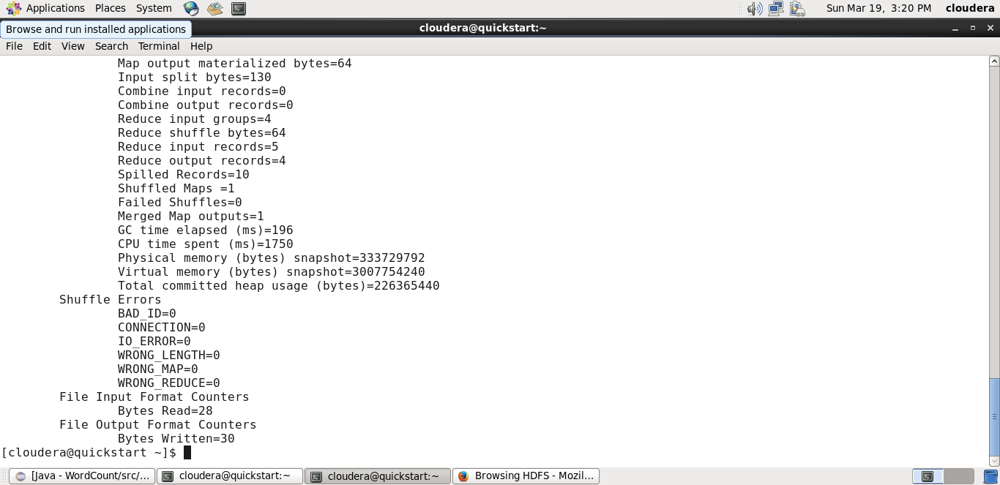 Applications Places System Sun Mar 19, 3:20 PM cloudera
Browse and run installed applications
cloudera@quickstart:~
File Edit View Search Terminal Help
Map output materialized bytes=64
Input split bytes=130
Combine input records=0
Combine output records=0
Reduce input groups=4
Reduce shuffle bytes=64
Reduce input records=5
Reduce output records=4
Spilled Records=10
Shuffled Maps =1
Failed Shuffles=0
Merged Map outputs=1
GC time elapsed (ms)=196
CPU time spent (ms)=1750
Physical memory (bytes) snapshot=333729792
Virtual memory (bytes) snapshot=3007754240
Total committed heap usage (bytes)=226365440
Shuffle Errors
BAD_ID=0
CONNECTION=0
IO_ERROR=0
WRONG_LENGTH=0
WRONG_MAP=0
WRONG_REDUCE=0
File Input Format Counters
Bytes Read=28
File Output Format Counters
Bytes Written=30
[cloudera@quickstart ~]$
[Java - WordCount/src/... cloudera@quickstart:~ cloudera@quickstart:~ Browsing HDFS - Mozil...